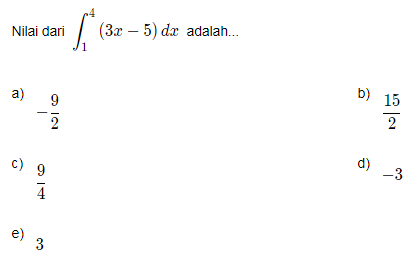 Nilai dari ∫₁⁴ (3x − 5) dx adalah...
a) −9/2
b) 15/2
c) 9/4
d) −3
e) 3